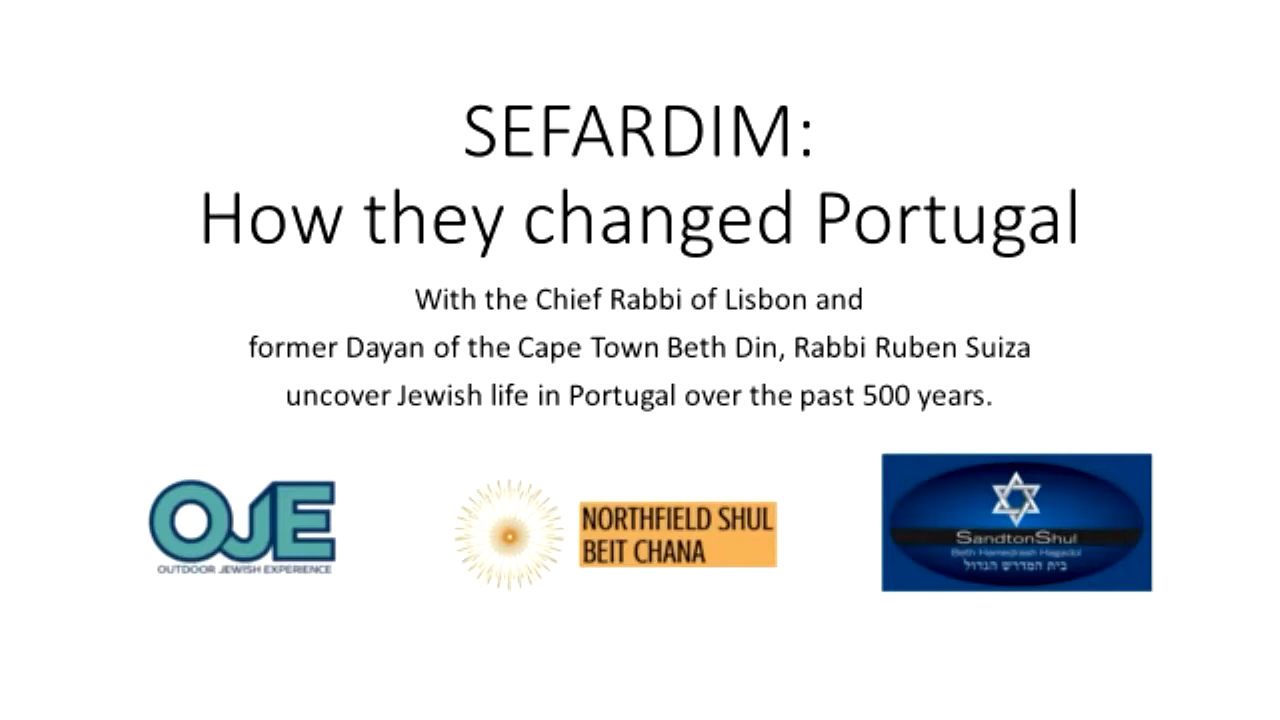 SEFARDIM:
How they changed Portugal
With the Chief Rabbi of Lisbon and
former Dayan of the Cape Town Beth Din, Rabbi Ruben Suiza
uncover Jewish life in Portugal over the past 500 years.
OJE
OUTDOOR JEWISH EXPERIENCE
NORTHFIELD SHUL
BEIT CHANA
SandtonShul
Beth Hamedrash Hagadol
בית המדרש הגדול